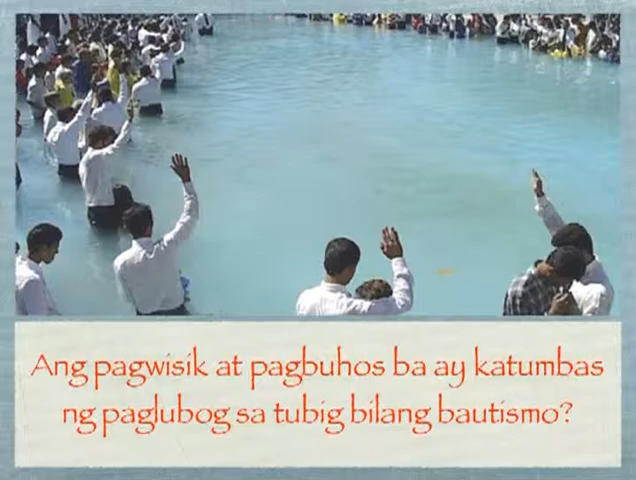 Ang pagwisik at pagbuhos ba ay katumbas
ng paglubog sa tubig bilang bautismo?